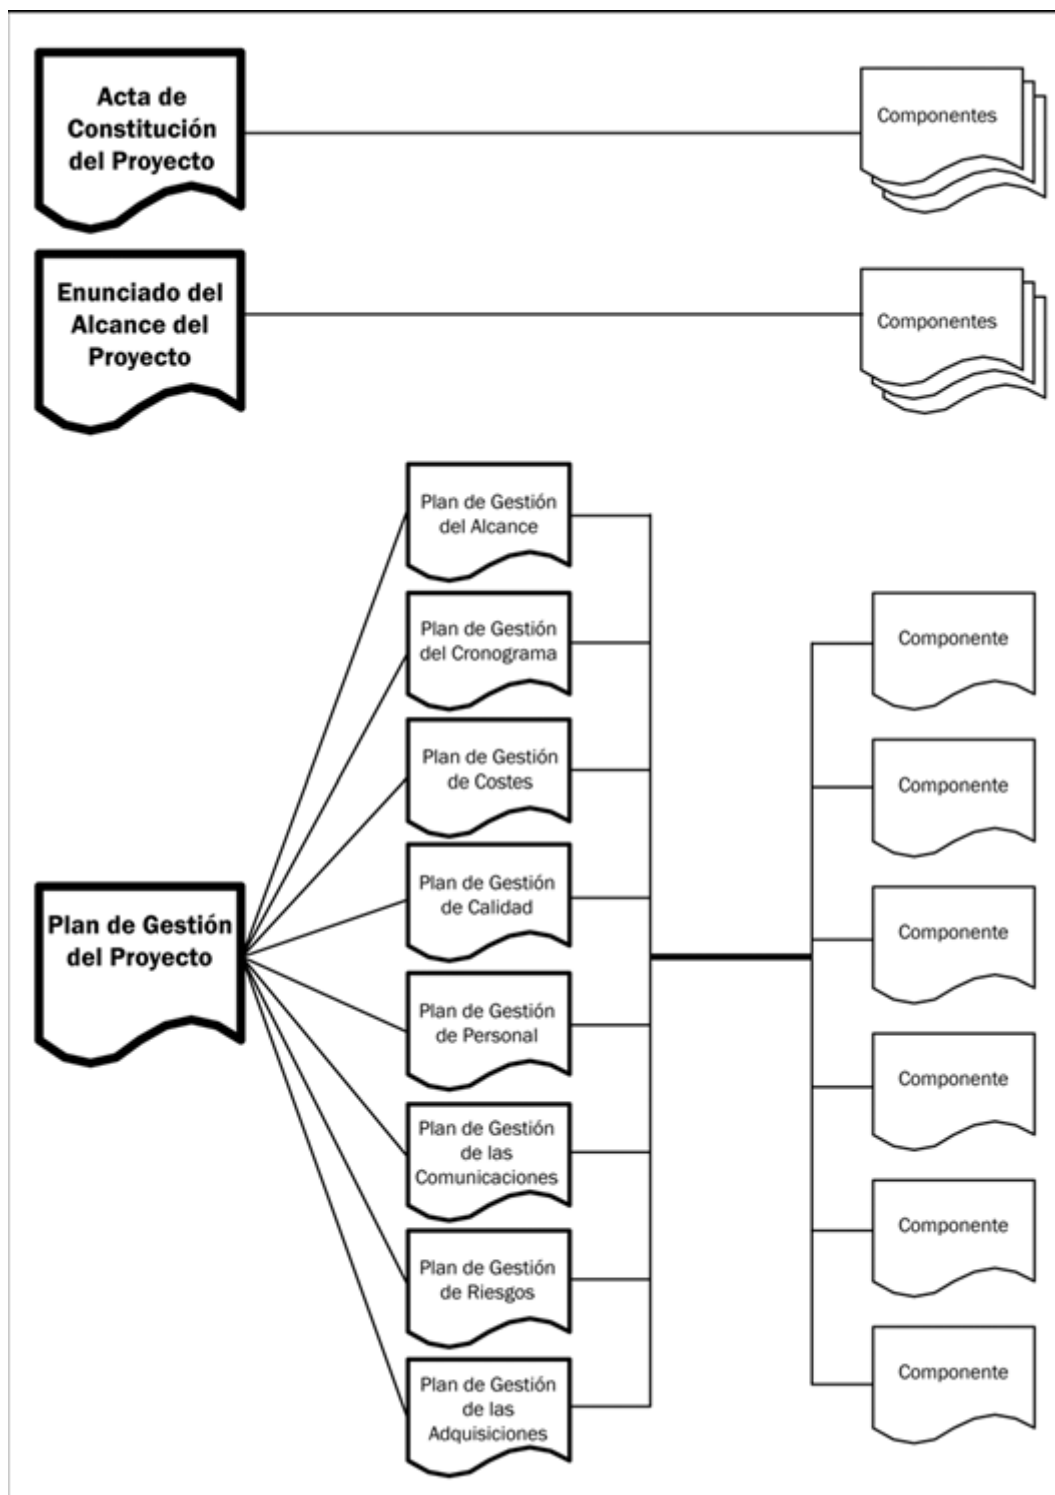 Acta de
Constitución
del Proyecto
Componentes
Enunciado del
Alcance del
Proyecto
Componentes
Plan de Gestión
del Proyecto
Plan de Gestión
del Alcance
Plan de Gestión
del Cronograma
Plan de Gestión
de Costes
Plan de Gestión
de Calidad
Plan de Gestión
de Personal
Plan de Gestión
de las
Comunicaciones
Plan de Gestión
de Riesgos
Plan de Gestión
de las
Adquisiciones
Componente
Componente
Componente
Componente
Componente
Componente